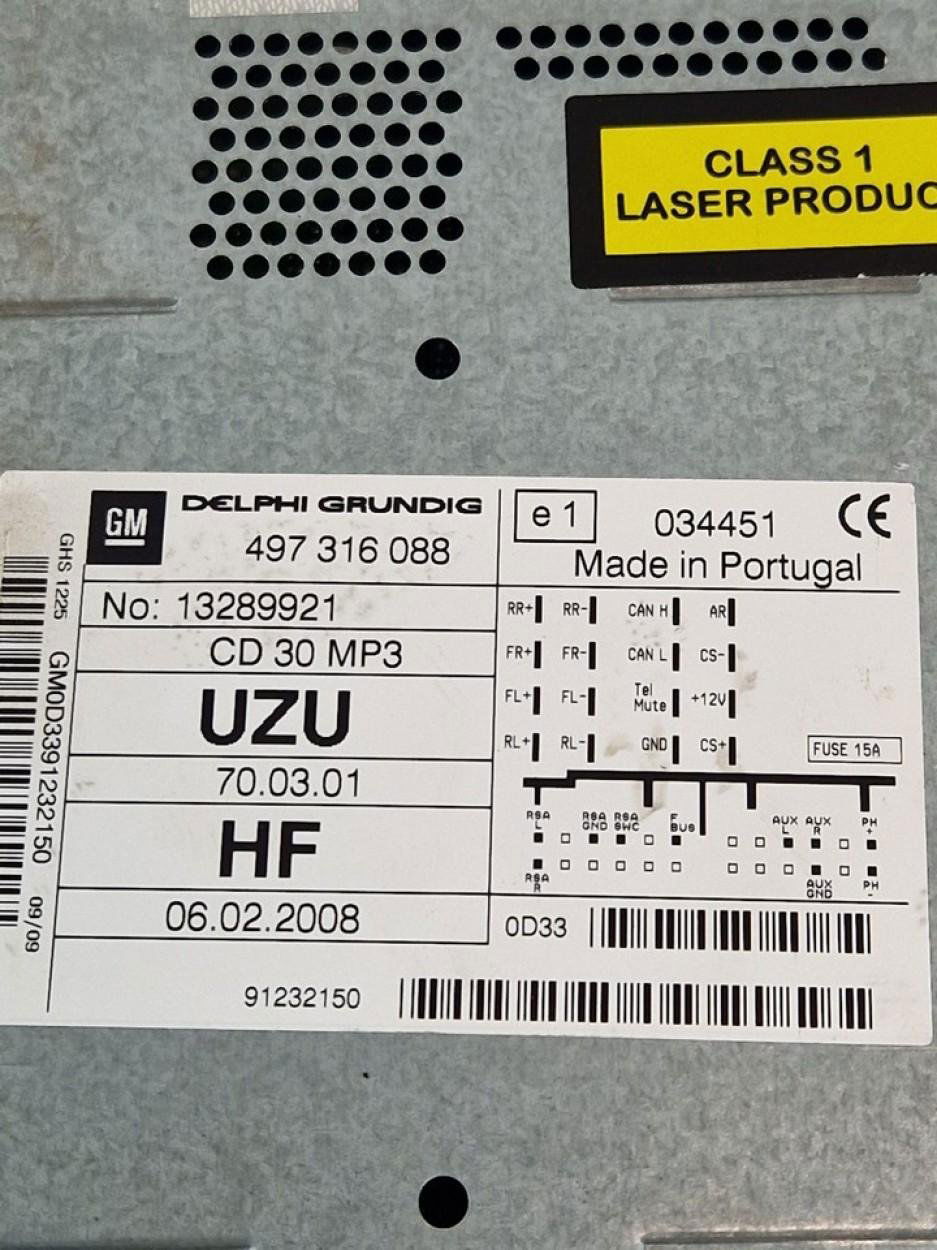 CLASS 1
LASER PRODUC
GM
DELPHI GRUNDIG
497 316 088
e 1
034451
CE
Made in Portugal
No: 13289921
CD 30 MP3
UZU
70.03.01
HF
06.02.2008
RR+ RR- CAN H AR
FR+ FR- CAN L CS-
FL+ FL- Tel Mute +12V
RL+ RL- GND CS+
FUSE 15A
RSA L
RSA GND
RSA SWC
F BUS
AUX L
AUX R
PH +
RSA R
AUX GND
PH -
0D33
91232150
GHS 1225 GM0D3391232150 09/09